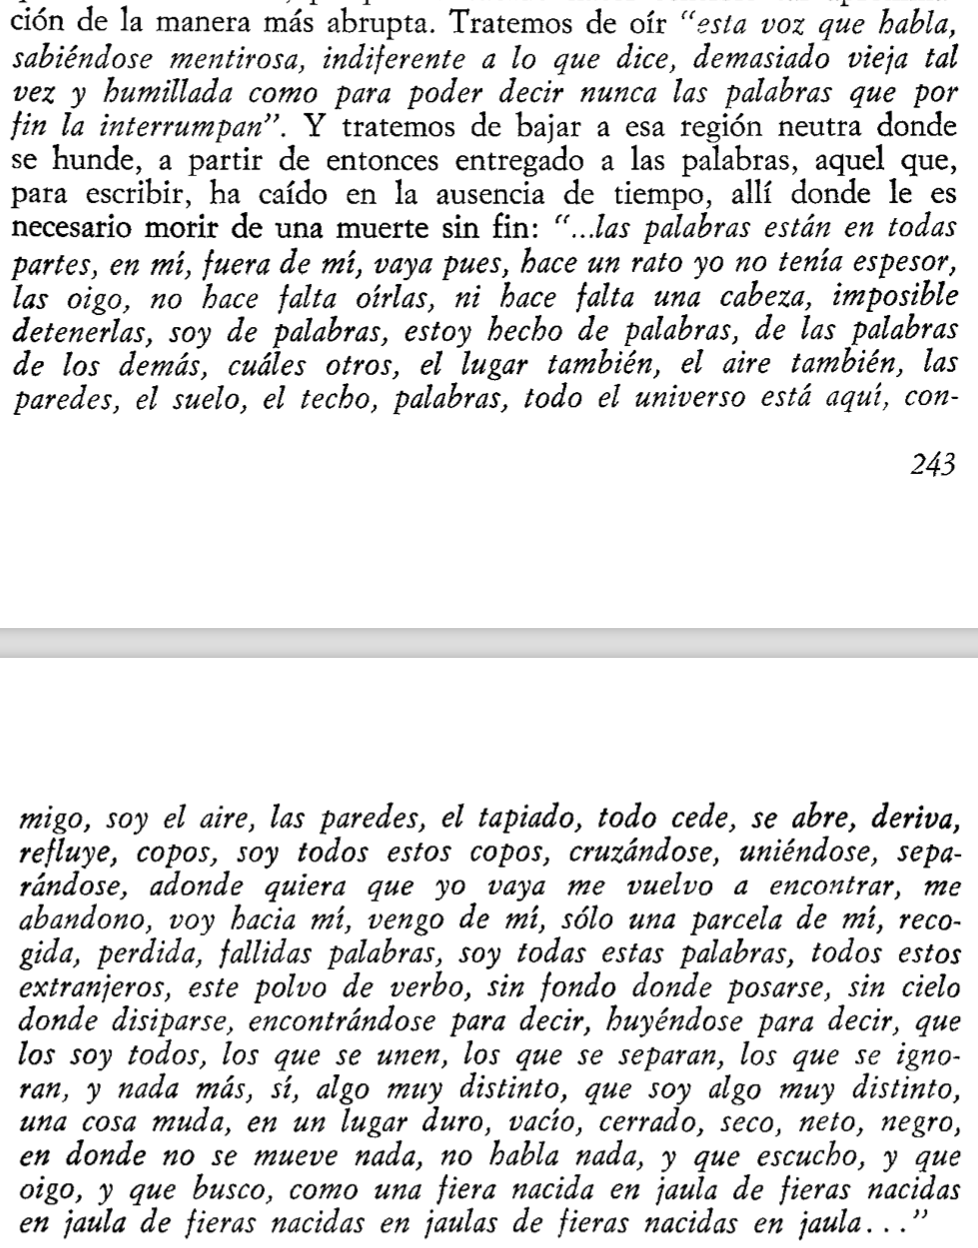 ción de la manera más abrupta. Tratemos de oír “esta voz que habla,
sabiéndose mentirosa, indiferente a lo que dice, demasiado vieja tal
vez y humillada como para poder decir nunca las palabras que por
fin la interrumpan”. Y tratemos de bajar a esa región neutra donde
se hunde, a partir de entonces entregado a las palabras, aquel que,
para escribir, ha caído en la ausencia de tiempo, allí donde le es
necesario morir de una muerte sin fin: “...las palabras están en todas
partes, en mí, fuera de mí, vaya pues, hace un rato yo no tenía espesor,
las oigo, no hace falta oírlas, ni hace falta una cabeza, imposible
detenerlas, soy de palabras, estoy hecho de palabras, de las palabras
de los demás, cuáles otros, el lugar también, el aire también, las
paredes, el suelo, el techo, palabras, todo el universo está aquí, con-
243
migo, soy el aire, las paredes, el tapiado, todo cede, se abre, deriva,
refluye, copos, soy todos estos copos, cruzándose, uniéndose, sepa-
rándose, adonde quiera que yo vaya me vuelvo a encontrar, me
abandono, voy hacia mí, vengo de mí, sólo una parcela de mí, reco-
gida, perdida, fallidas palabras, soy todas estas palabras, todos estos
extranjeros, este polvo de verbo, sin fondo donde posarse, sin cielo
donde disiparse, encontrándose para decir, huyéndose para decir, que
los soy todos, los que se unen, los que se separan, los que se igno-
ran, y nada más, sí, algo muy distinto, que soy algo muy distinto,
una cosa muda, en un lugar duro, vacío, cerrado, seco, neto, negro,
en donde no se mueve nada, no habla nada, y que escucho, y que
oigo, y que busco, como una fiera nacida en jaula de fieras nacidas
en jaula de fieras nacidas en jaulas de fieras nacidas en jaula...”